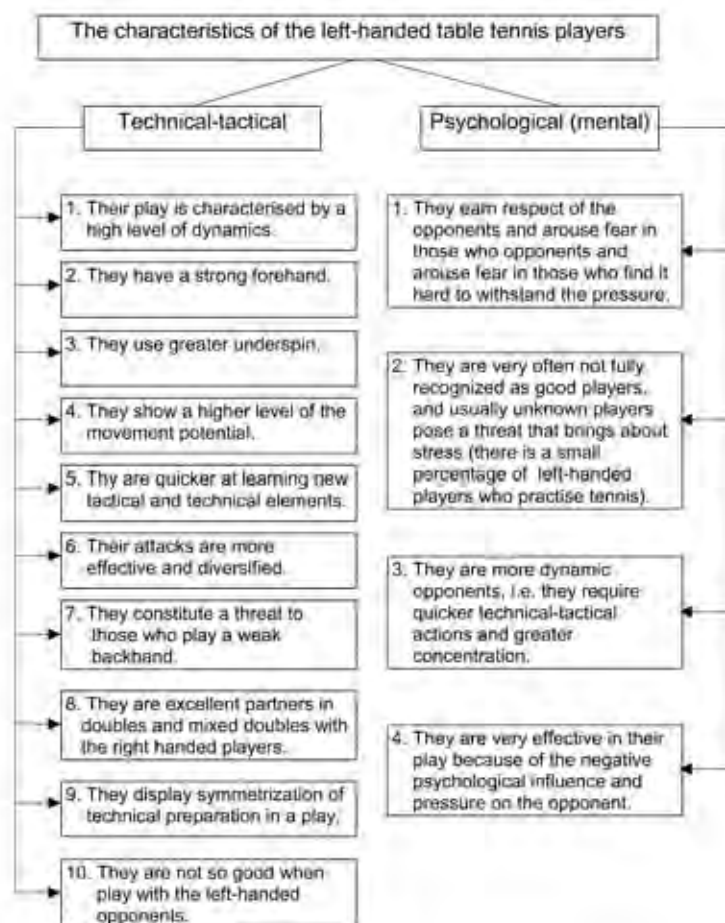 The characteristics of the left-handed table tennis players
Technical-tactical
1. Their play is characterised by a
high level of dynamics.
2. They have a strong forehand.
3. They use greater underspin.
4. They show a higher level of the
movement potential.
5. Thy are quicker at learning new
tactical and technical elements.
6. Their attacks are more
effective and diversified.
7. They constitute a threat to
those who play a weak
backhand.
8. They are excellent partners in
doubles and mixed doubles with
the right handed players.
9. They display symmetrization of
technical preparation in a play.
10. They are not so good when
play with the left-handed
opponents.
Psychological (mental)
1. They earn respect of the
opponents and arouse fear in
those who opponents and
arouse fear in those who find it
hard to withstand the pressure.
2. They are very often not fully
recognized as good players,
and usually unknown players
pose a threat that brings about
stress (there is a small
percentage of left-handed
players who practise tennis).
3. They are more dynamic
opponents, i.e. they require
quicker technical-tactical
actions and greater
concentration.
4. They are very effective in their
play because of the negative
psychological influence and
pressure on the opponent.